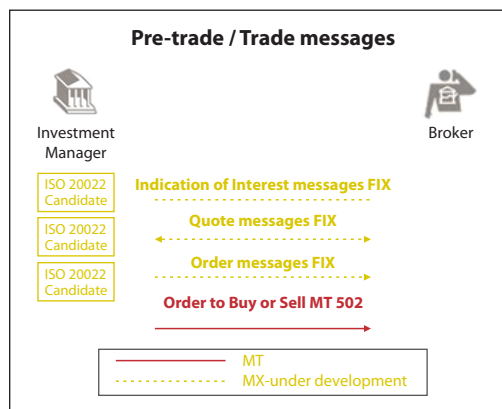 Pre-trade / Trade messages
Investment
Manager
Broker
ISO 20022
Candidate
Indication of Interest messages FIX
ISO 20022
Candidate
Quote messages FIX
ISO 20022
Candidate
Order messages FIX
Order to Buy or Sell MT 502
MT
MX-under development